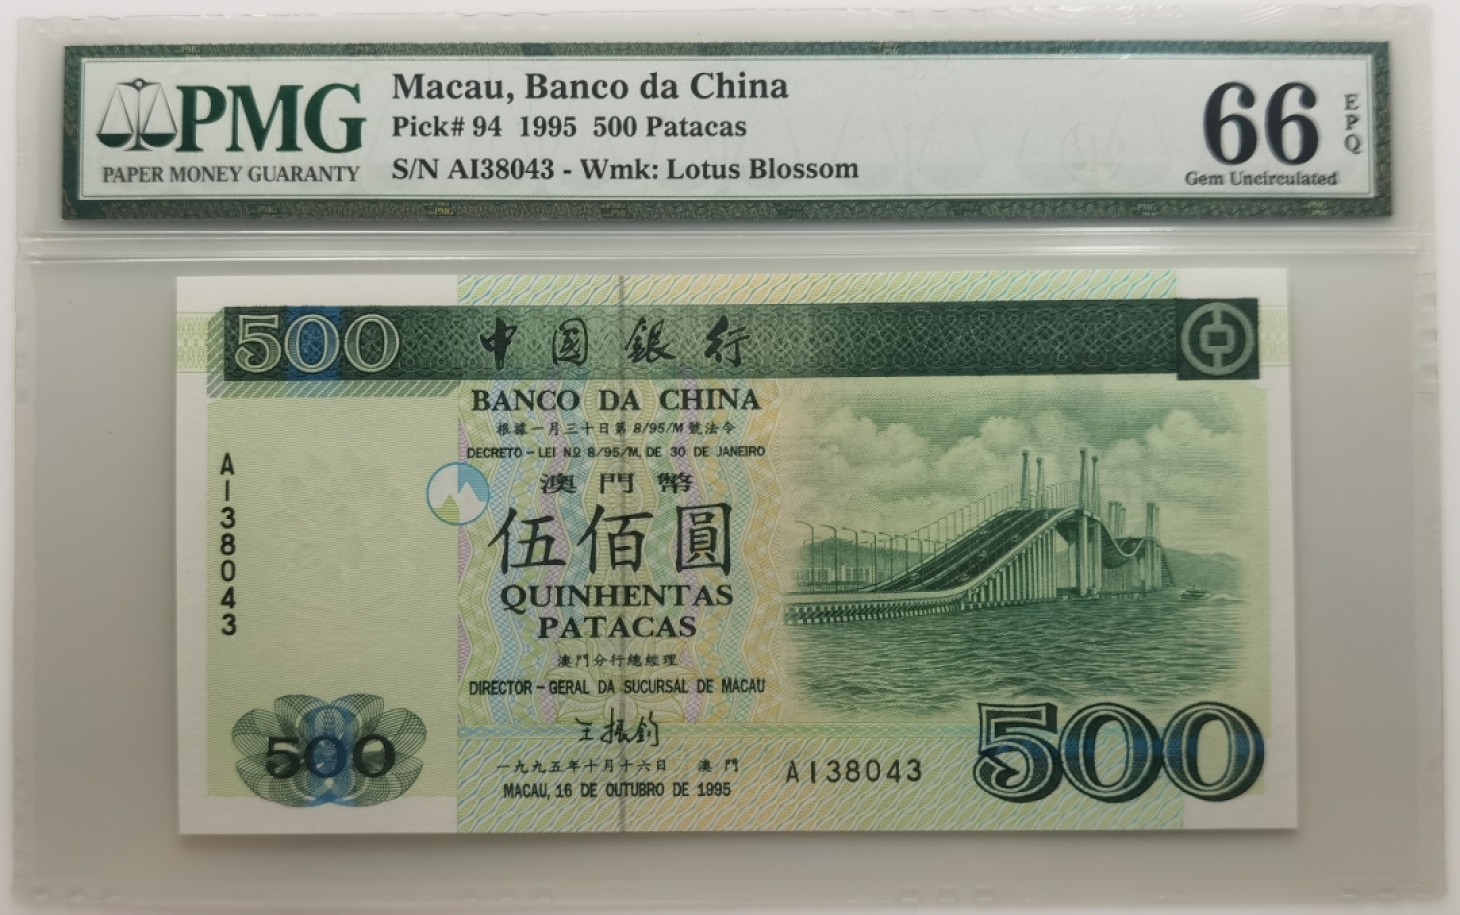 PMG
PAPER MONEY GUARANTY
Macau, Banco da China
Pick# 94 1995 500 Patacas
S/N AI38043 - Wmk: Lotus Blossom
66
EPQ
Gem Uncirculated
500
中國銀行
BANCO DA CHINA
根據一月三十日第 8/95/M 號法令
DECRETO - LEI Nº 8/95/M, DE 30 DE JANEIRO
澳門幣
伍佰圓
QUINHENTAS
PATACAS
澳門分行總經理
DIRECTOR - GERAL DA SUCURSAL DE MACAU
王振鈞
一九九五年十月十六日 澳門
MACAU, 16 DE OUTUBRO DE 1995
AI38043
500
AI38043
500